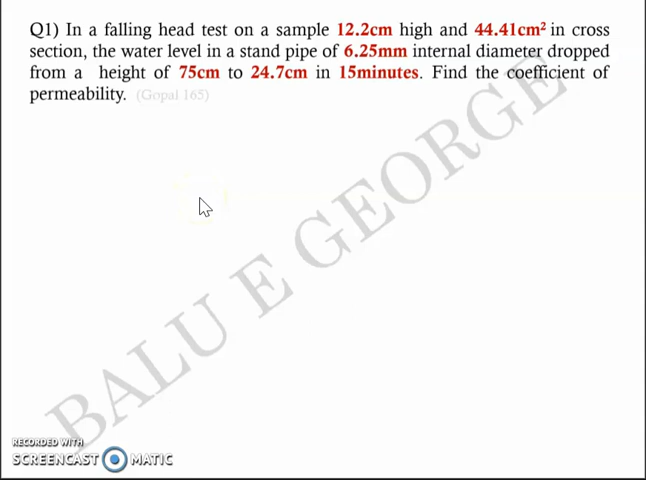 Q1) In a falling head test on a sample 12.2cm high and 44.41cm² in cross
section, the water level in a stand pipe of 6.25mm internal diameter dropped
from a height of 75cm to 24.7cm in 15minutes. Find the coefficient of
permeability. (Gopal 165)
BALU E GEORGE
RECORDED WITH
SCREENCAST MATIC